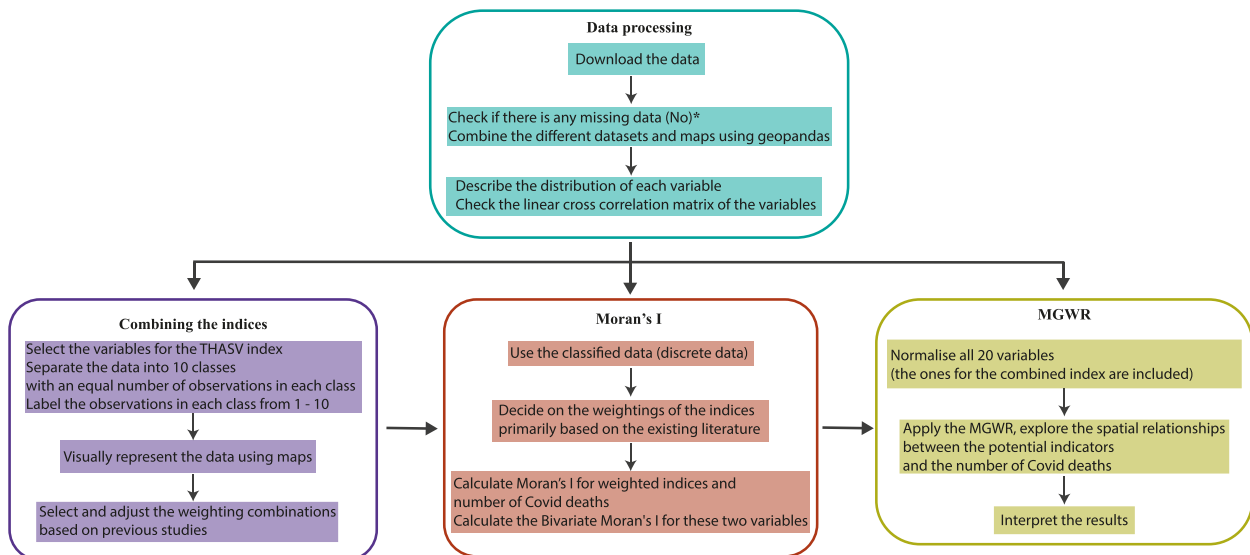 Data processing
Download the data
Check if there is any missing data (No)*
Combine the different datasets and maps using geopandas
Describe the distribution of each variable
Check the linear cross correlation matrix of the variables
Combining the indices
Select the variables for the THASV index
Separate the data into 10 classes
with an equal number of observations in each class
Label the observations in each class from 1 - 10
Visually represent the data using maps
Select and adjust the weighting combinations
based on previous studies
Moran's I
Use the classified data (discrete data)
Decide on the weightings of the indices
primarily based on the existing literature
Calculate Moran's I for weighted indices and
number of Covid deaths
Calculate the Bivariate Moran's I for these two variables
MGWR
Normalise all 20 variables
(the ones for the combined index are included)
Apply the MGWR, explore the spatial relationships
between the potential indicators
and the number of Covid deaths
Interpret the results